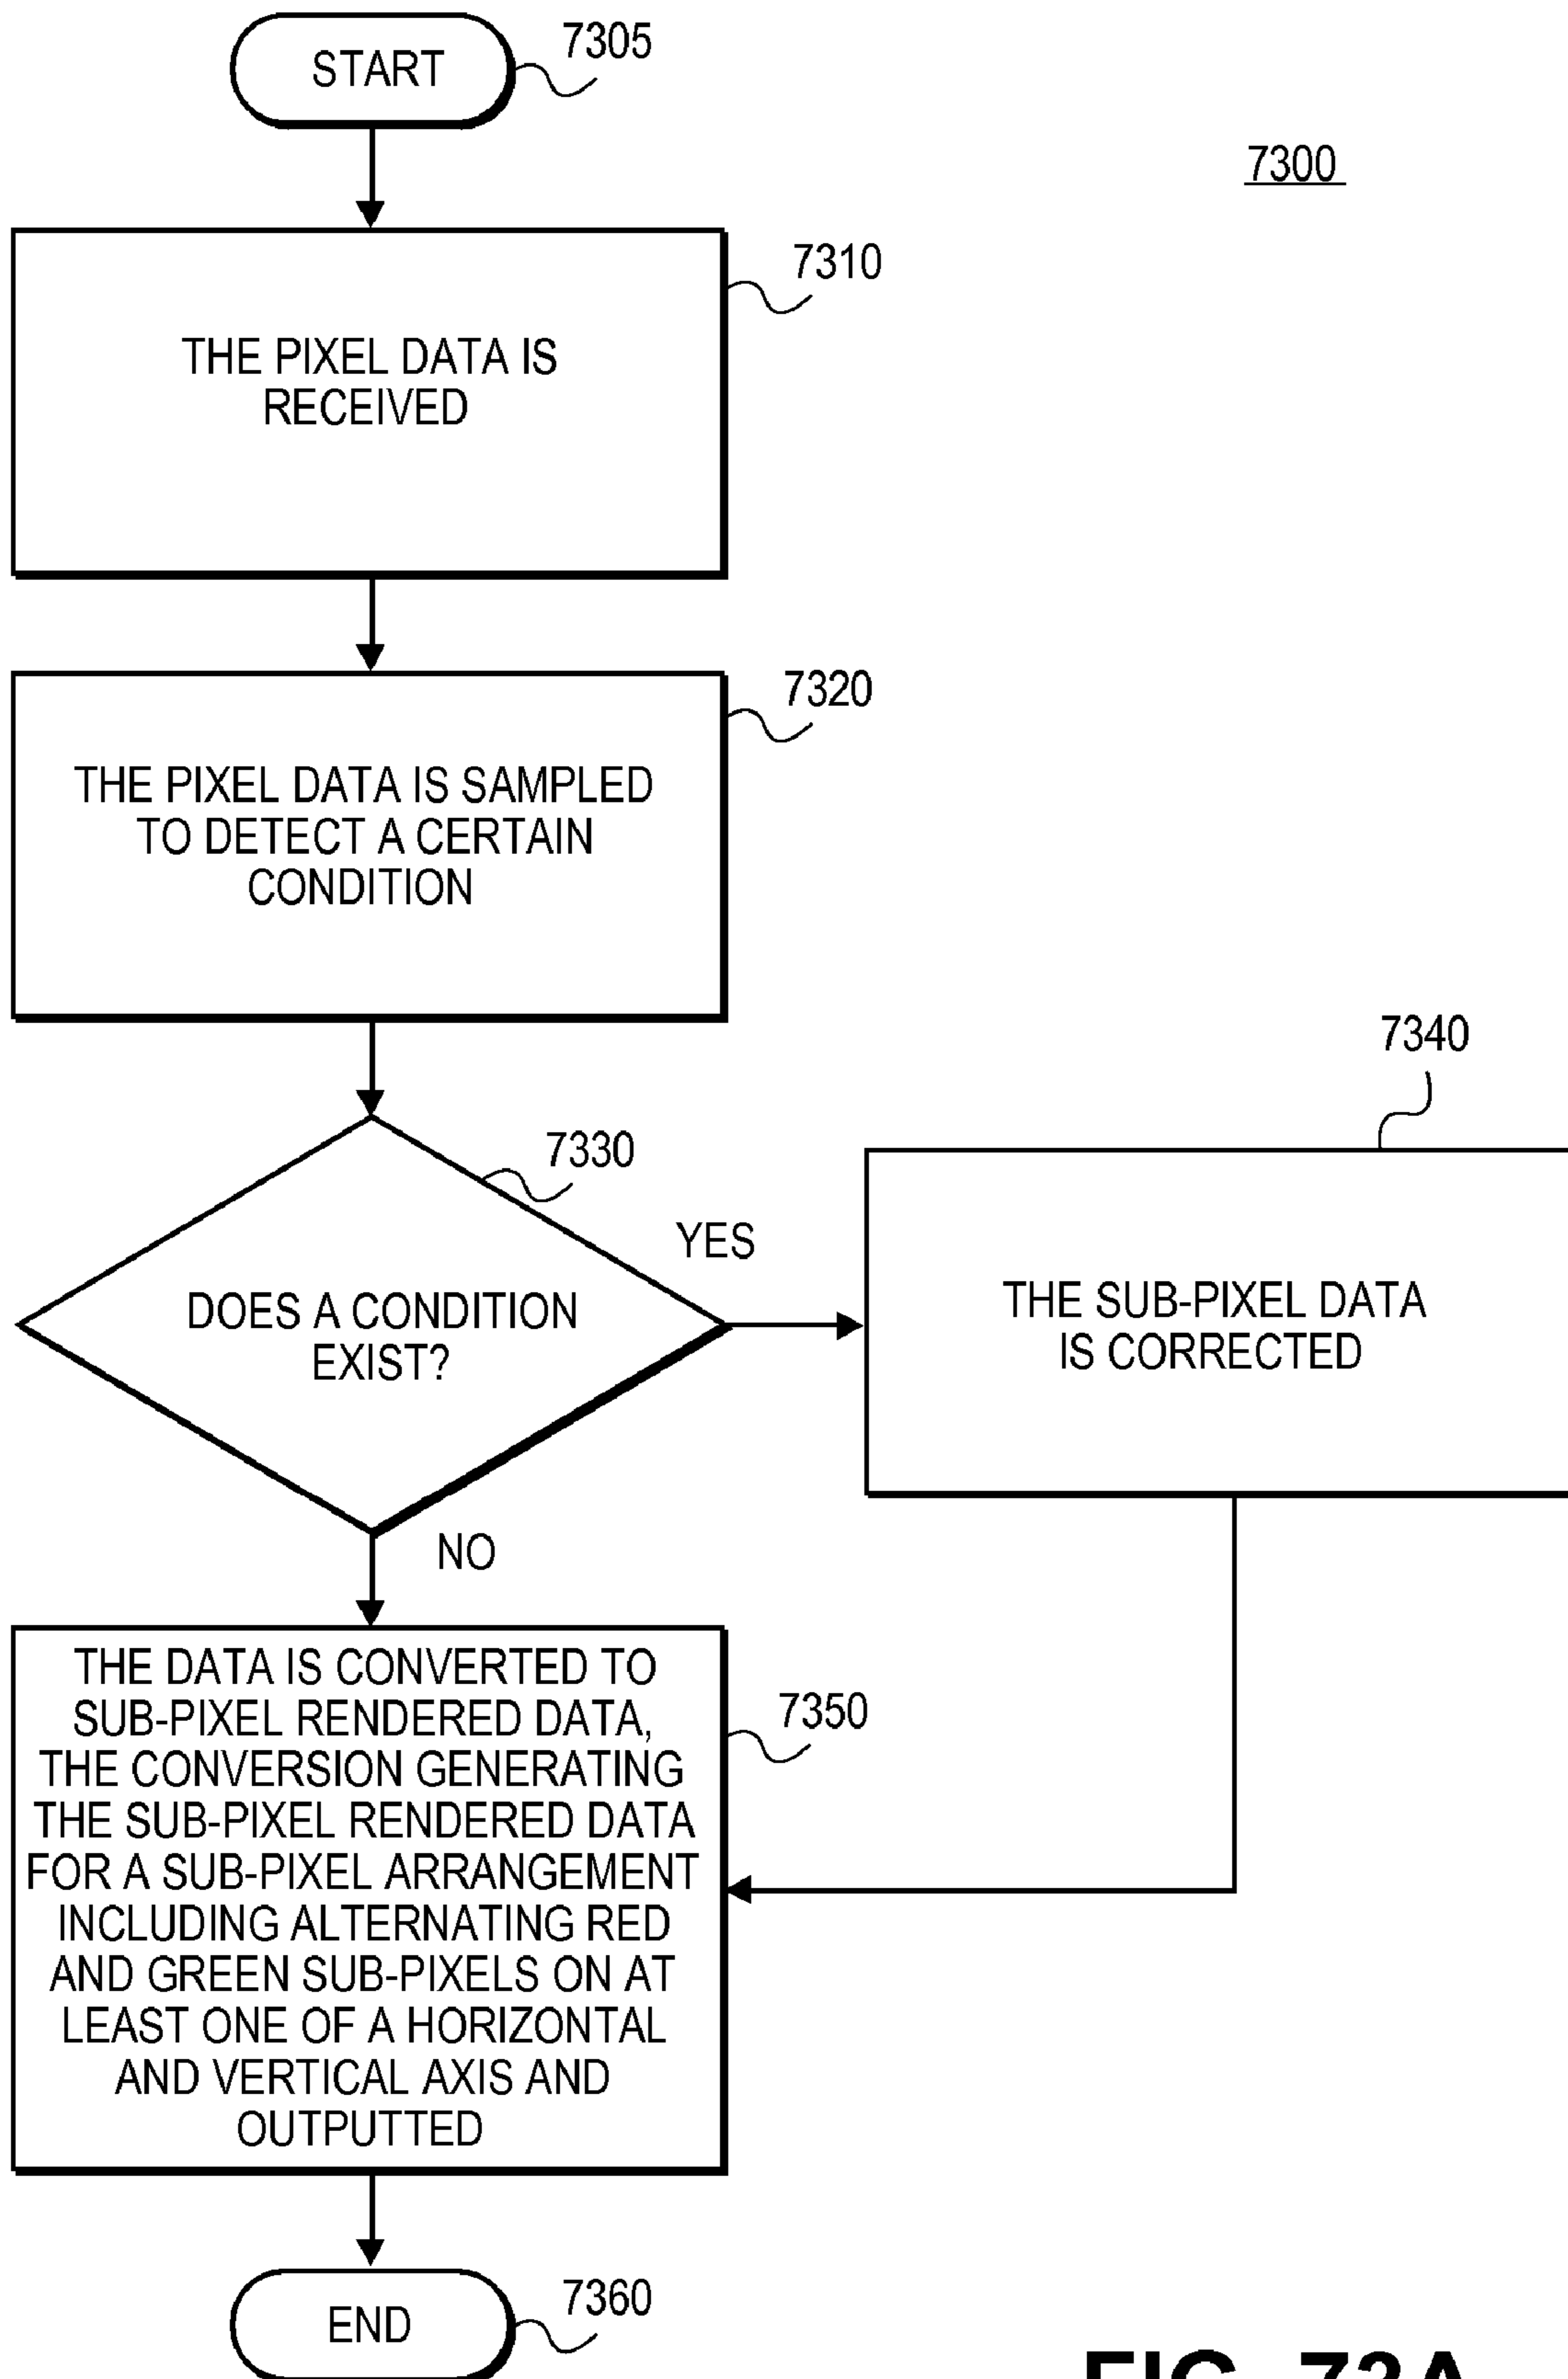 START
7305
7300
7310
THE PIXEL DATA IS
RECEIVED
7320
THE PIXEL DATA IS SAMPLED
TO DETECT A CERTAIN
CONDITION
7330
YES
DOES A CONDITION
EXIST?
NO
7340
THE SUB-PIXEL DATA
IS CORRECTED
THE DATA IS CONVERTED TO
SUB-PIXEL RENDERED DATA,
THE CONVERSION GENERATING
THE SUB-PIXEL RENDERED DATA
FOR A SUB-PIXEL ARRANGEMENT
INCLUDING ALTERNATING RED
AND GREEN SUB-PIXELS ON AT
LEAST ONE OF A HORIZONTAL
AND VERTICAL AXIS AND
OUTPUTTED
7350
END
7360
FIG. 73A